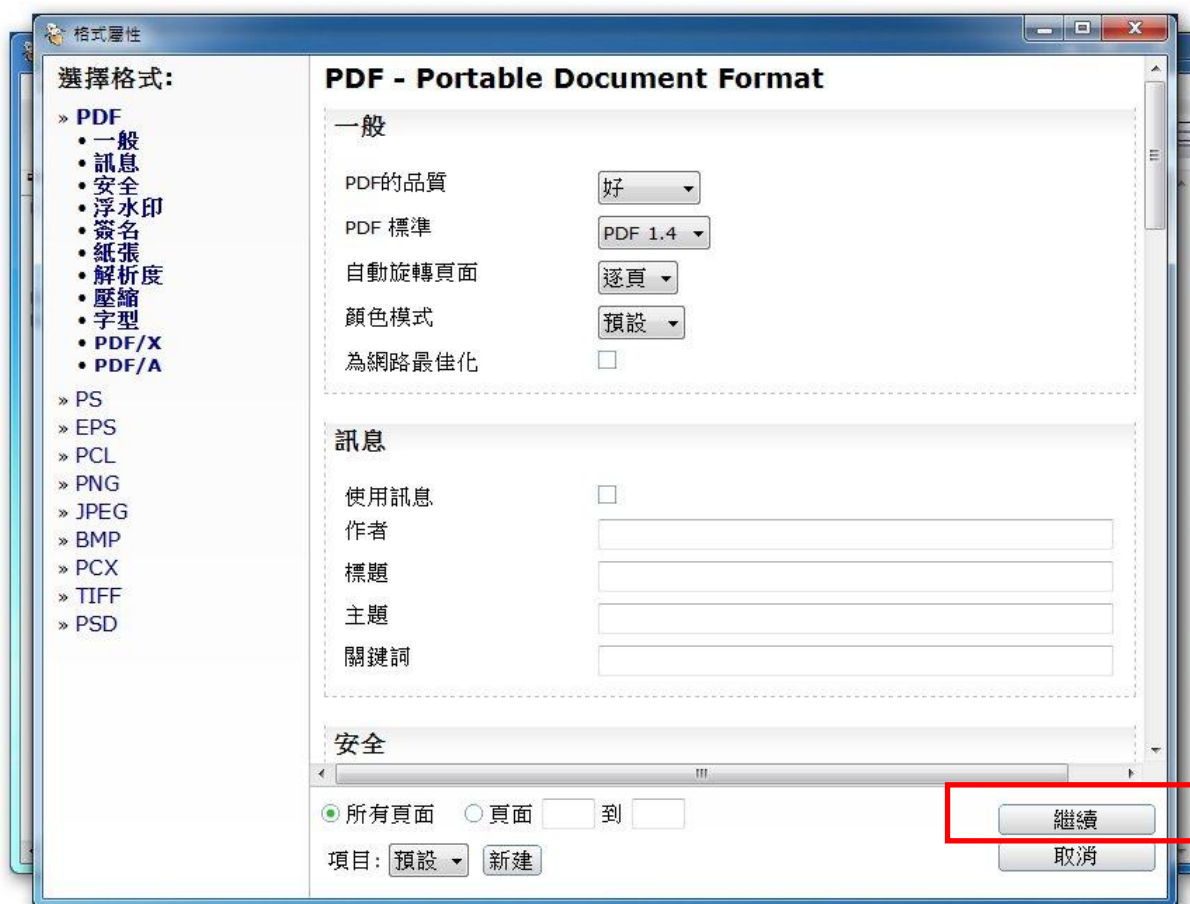 格式屬性
選擇格式:
» PDF
• 一般
• 訊息
• 安全
• 浮水印
• 簽名
• 紙張
• 解析度
• 壓縮
• 字型
• PDF/X
• PDF/A
» PS
» EPS
» PCL
» PNG
» JPEG
» BMP
» PCX
» TIFF
» PSD
PDF - Portable Document Format
一般
PDF的品質 好
PDF 標準 PDF 1.4
自動旋轉頁面 逐頁
顏色模式 預設
為網路最佳化
訊息
使用訊息
作者
標題
主題
關鍵詞
安全
所有頁面 頁面 到
項目: 預設 新建
繼續
取消